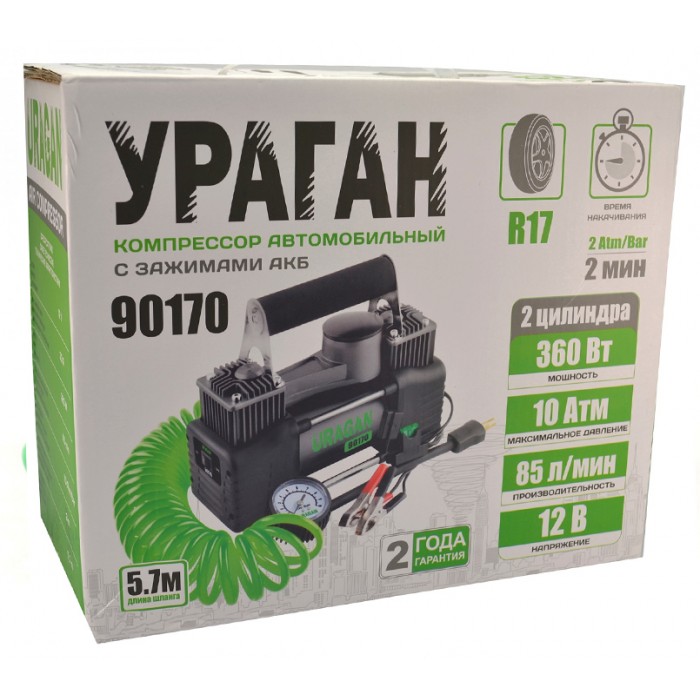 URAGAN
AIR COMPRESSOR
УРАГАН
КОМПРЕССОР АВТОМОБИЛЬНЫЙ
С ЗАЖИМАМИ АКБ
90170
R17
ВРЕМЯ
НАКАЧИВАНИЯ
2 Atm/Bar
2 МИН
2 цилиндра
360 Вт
МОЩНОСТЬ
10 Атм
МАКСИМАЛЬНОЕ ДАВЛЕНИЕ
85 л/мин
ПРОИЗВОДИТЕЛЬНОСТЬ
12 В
НАПРЯЖЕНИЕ
URAGAN
90170
5.7м
длина шланга
2 ГОДА
ГАРАНТИЯ